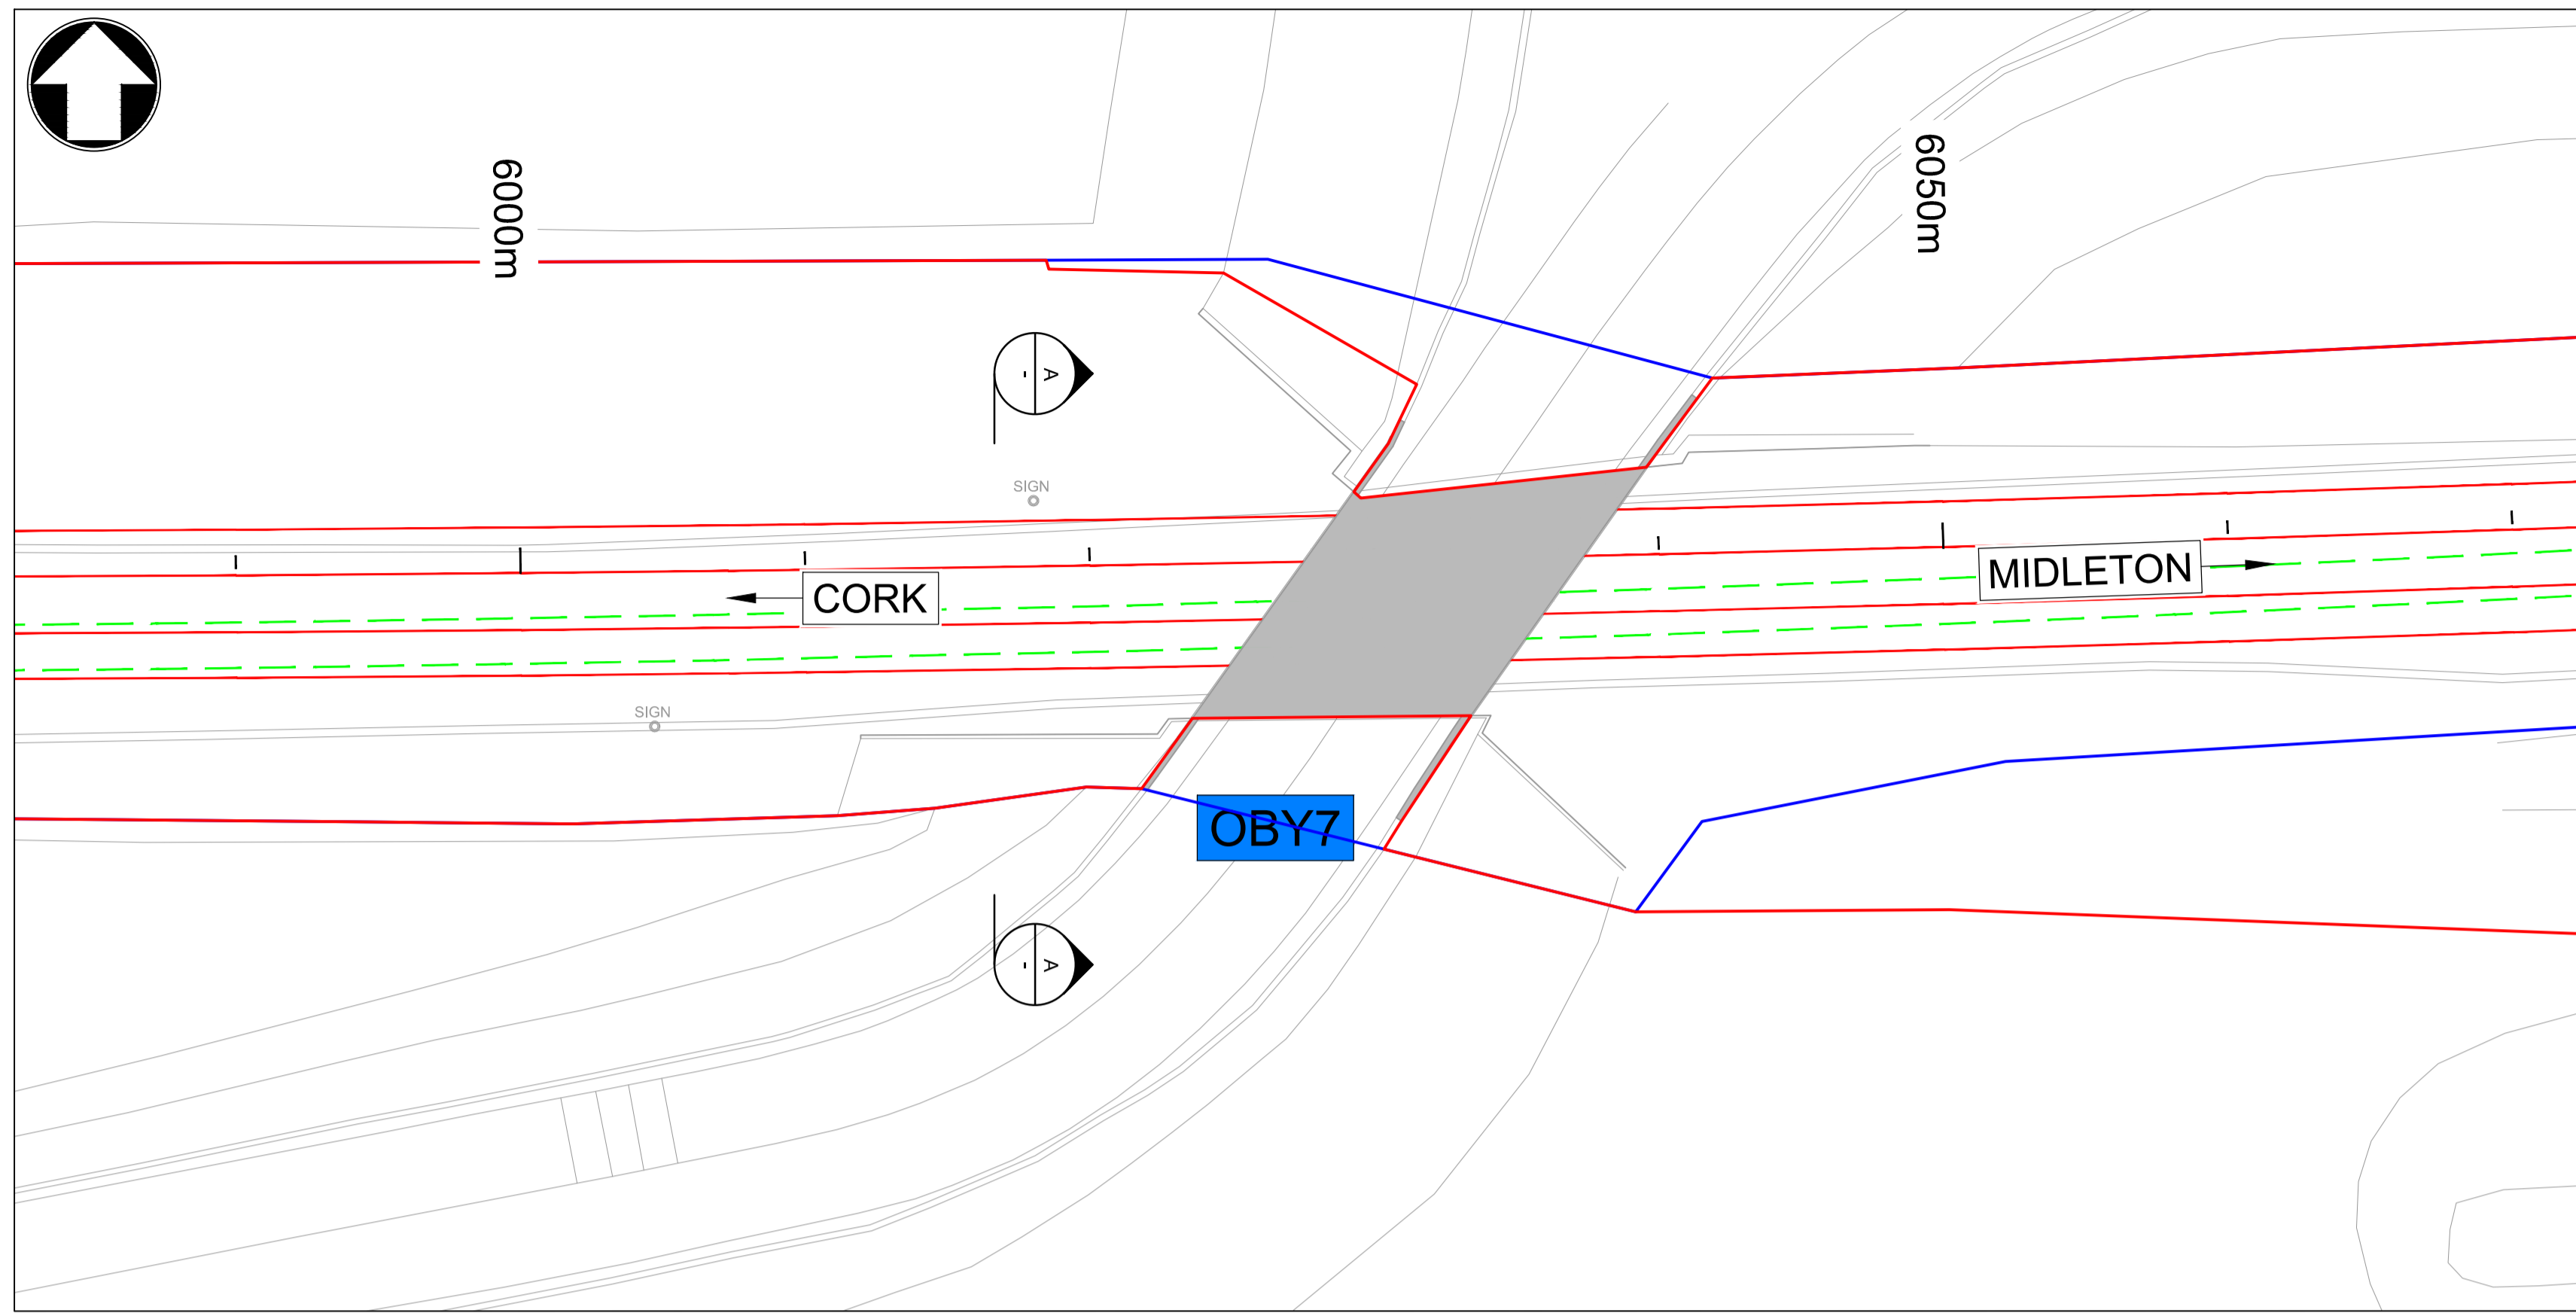 6000m
6050m
A
-
SIGN
CORK
MIDLETON
SIGN
OBY7
A
-